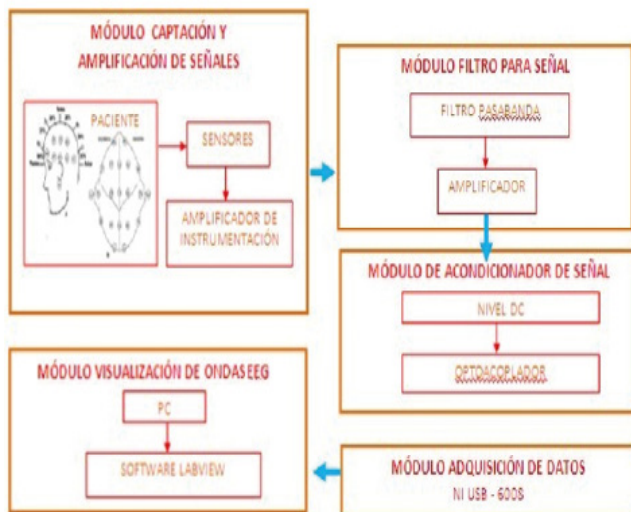 MÓDULO CAPTACIÓN Y
AMPLIFICACIÓN DE SEÑALES
PACIENTE
SENSORES
AMPLIFICADOR DE
INSTRUMENTACIÓN
MÓDULO FILTRO PARA SEÑAL
FILTRO PASABANDA
AMPLIFICADOR
MÓDULO DE ACONDICIONADOR DE SEÑAL
NIVEL DC
OPTOACOPLADOR
MÓDULO VISUALIZACIÓN DE ONDAS EEG
PC
SOFTWARE LABVIEW
MÓDULO ADQUISICIÓN DE DATOS
NI USB - 6008